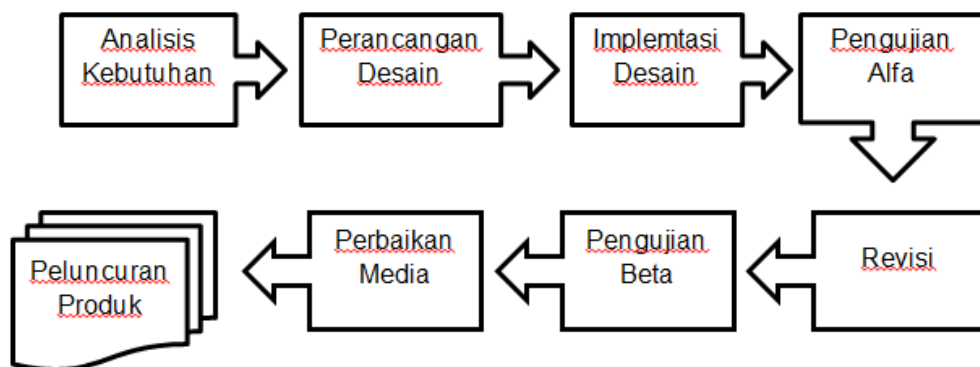 Analisis
Kebutuhan
Perancangan
Desain
Implemtasi
Desain
Pengujian
Alfa
Revisi
Pengujian
Beta
Perbaikan
Media
Peluncuran
Produk